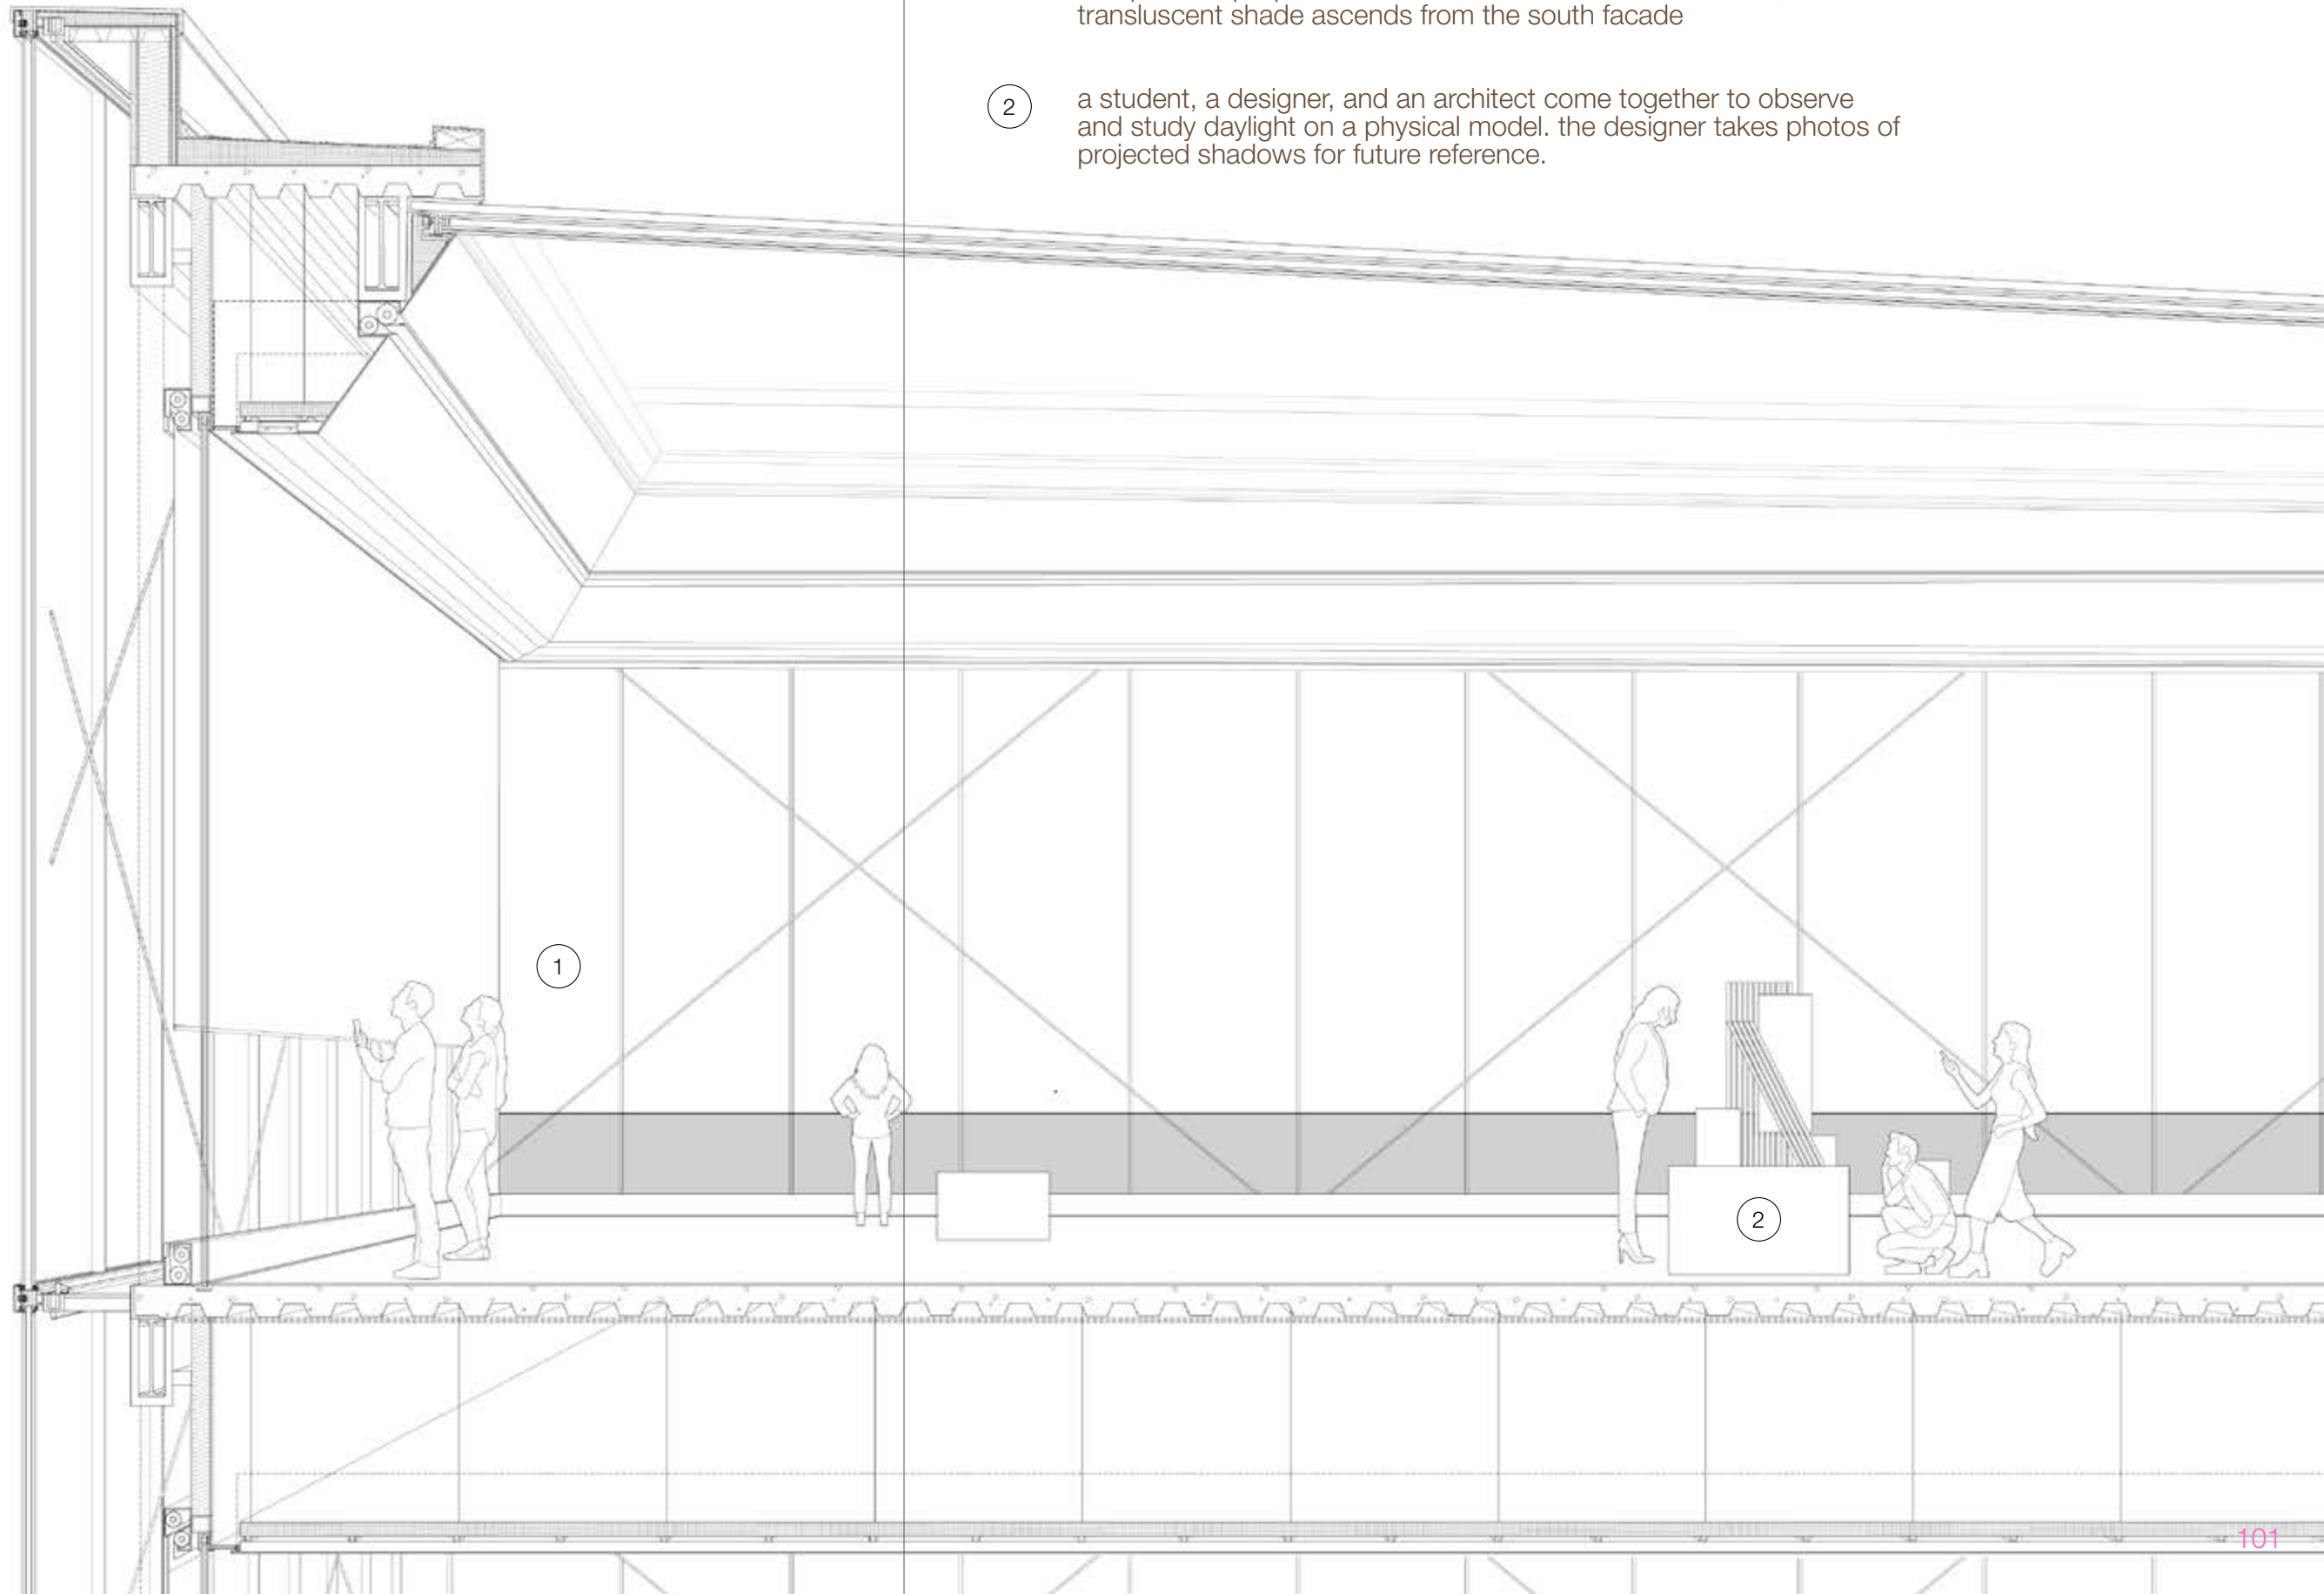 transluscent shade ascends from the south facade
2
a student, a designer, and an architect come together to observe
and study daylight on a physical model. the designer takes photos of
projected shadows for future reference.
1
2
101